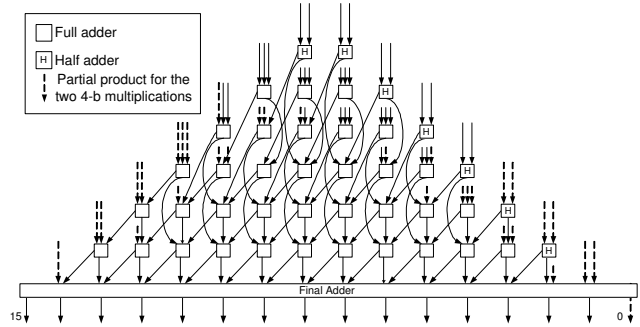 Full adder
H Half adder
Partial product for the
two 4-b multiplications
H H
H
H
H
H
H
Final Adder
15 0